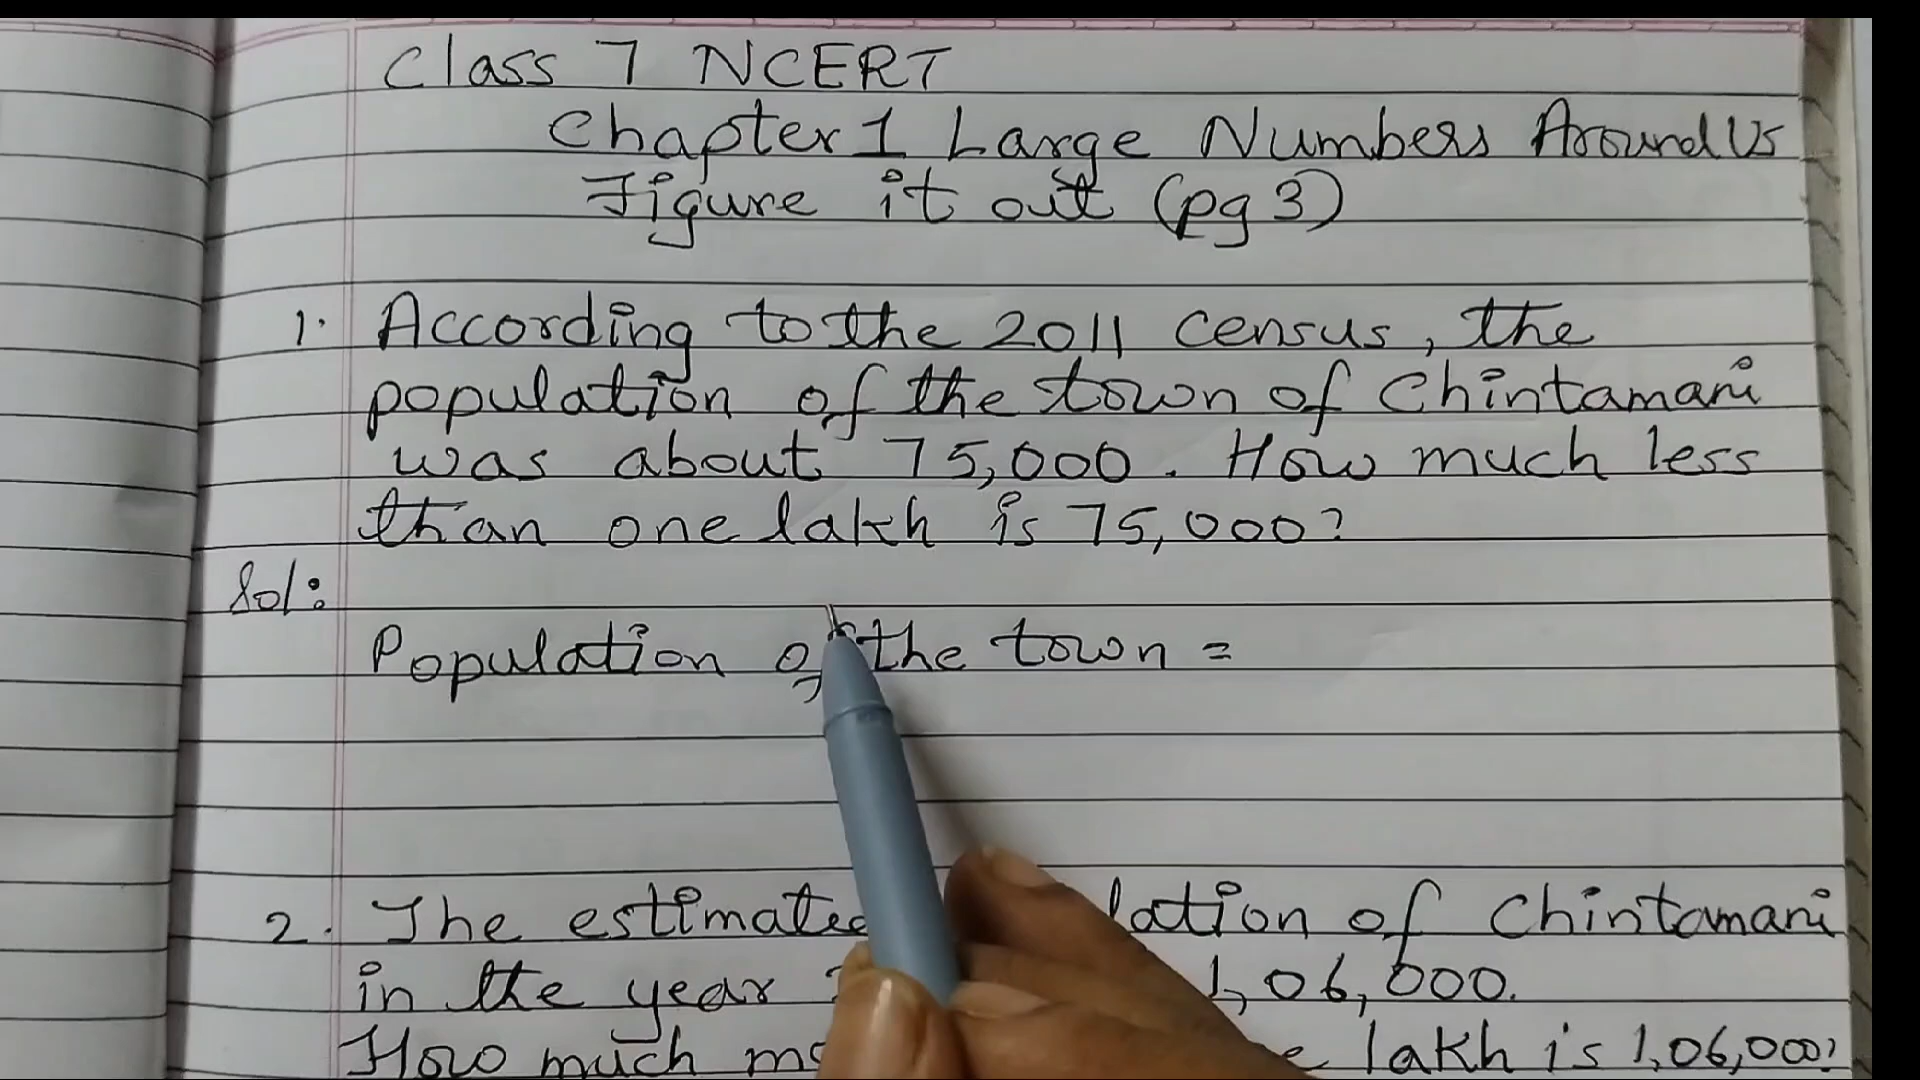 Class 7 NCERT
Chapter 1 Large Numbers Around Us
Figure it out (pg 3)
1. According to the 2011 census, the
population of the town of Chintamani
was about 75,000. How much less
than one lakh is 75,000?
Sol:
Population of the town =
2. The estimated lation of Chintamani
in the year 1,06,000.
How much lakh is 1,06,000?